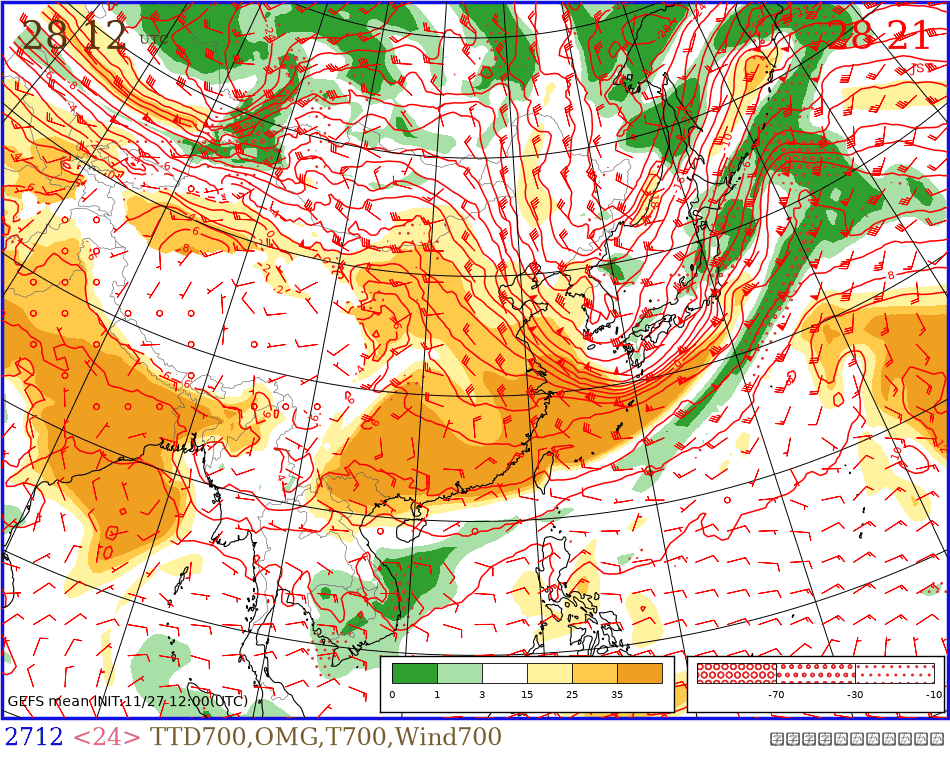 28 12 UTC 28 21
JST
0 1 3 15 25 35 -70 -30 -10
GEFS mean INIT:11/27-12:00(UTC)
2712 <24> TTD700,OMG,T700,Wind700